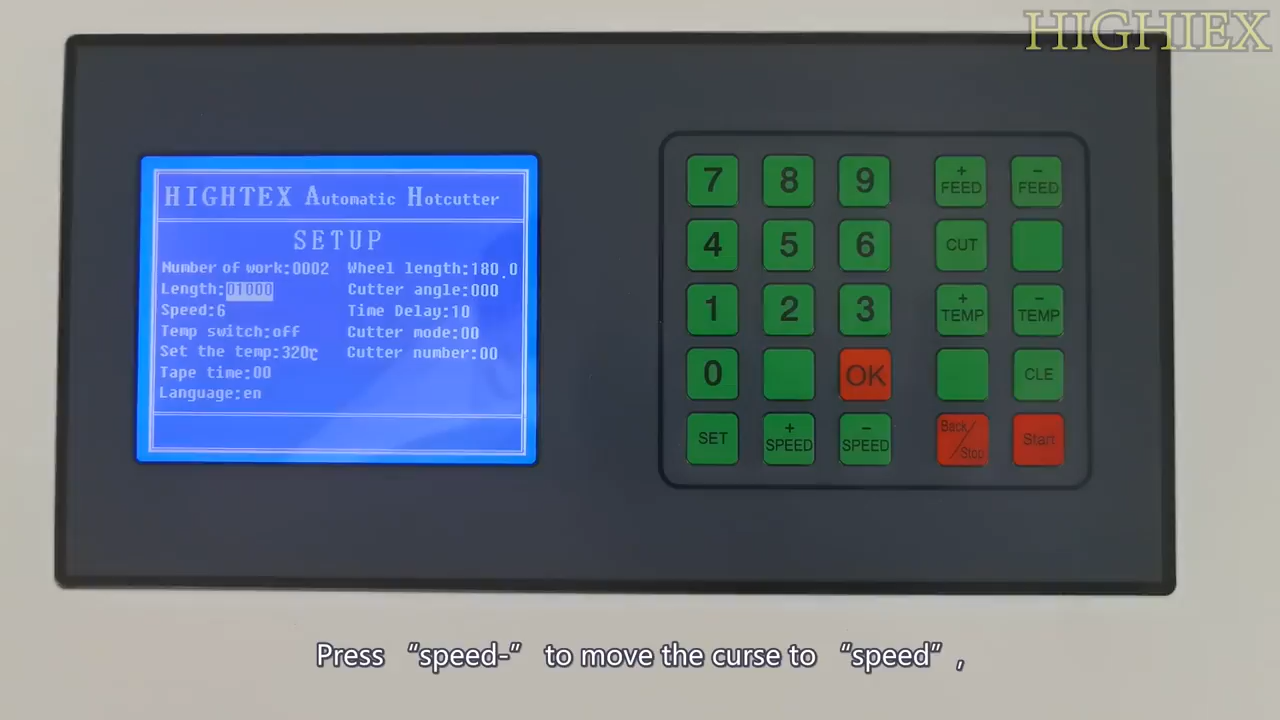 HIGHIEX
HIGHTEX Automatic Hotcutter
SETUP
Number of work:0002 Wheel length:180.0
Length:01000 Cutter angle:000
Speed:6 Time Delay:10
Temp switch:off Cutter mode:00
Set the temp:320℃ Cutter number:00
Tape time:00
Language:en
7 8 9 + FEED - FEED
4 5 6 CUT
1 2 3 + TEMP - TEMP
0 OK CLE
SET + SPEED - SPEED Back/Stop Start
Press “speed-” to move the curse to “speed”,